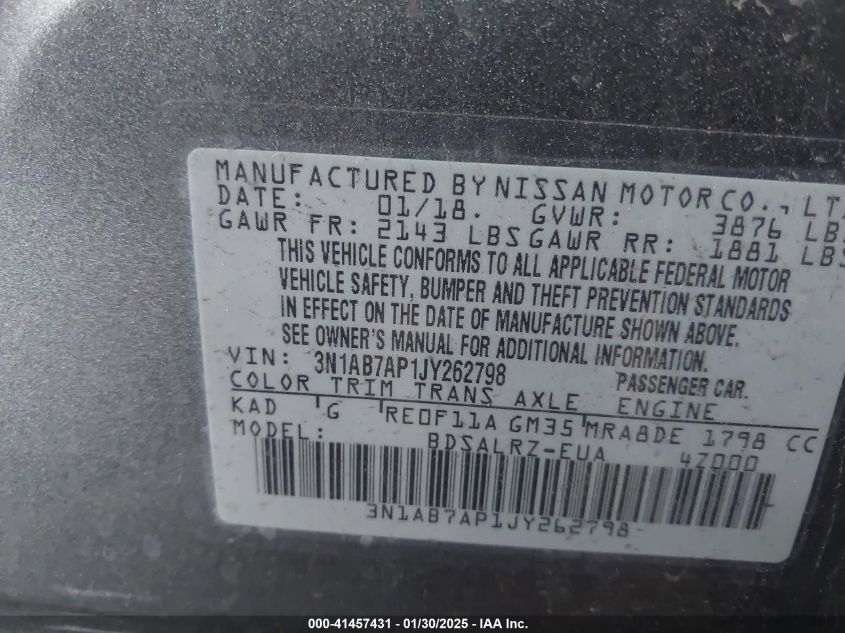 MANUFACTURED BY NISSAN MOTOR CO., LT
DATE: 01/18. GVWR: 3876 LB
GAWR FR: 2143 LBS GAWR RR: 1881 LBS
THIS VEHICLE CONFORMS TO ALL APPLICABLE FEDERAL MOTOR
VEHICLE SAFETY, BUMPER AND THEFT PREVENTION STANDARDS
IN EFFECT ON THE DATE OF MANUFACTURE SHOWN ABOVE.
SEE OWNER'S MANUAL FOR ADDITIONAL INFORMATION.
VIN: 3N1AB7AP1JY262798 PASSENGER CAR.
COLOR TRIM TRANS AXLE ENGINE
KAD G RE0F11A GM35 MRA8DE 1798 CC
MODEL: BDSALRZ-EUA 4Z000
3N1AB7AP1JY262798
000-41457431 - 01/30/2025 - IAA Inc.